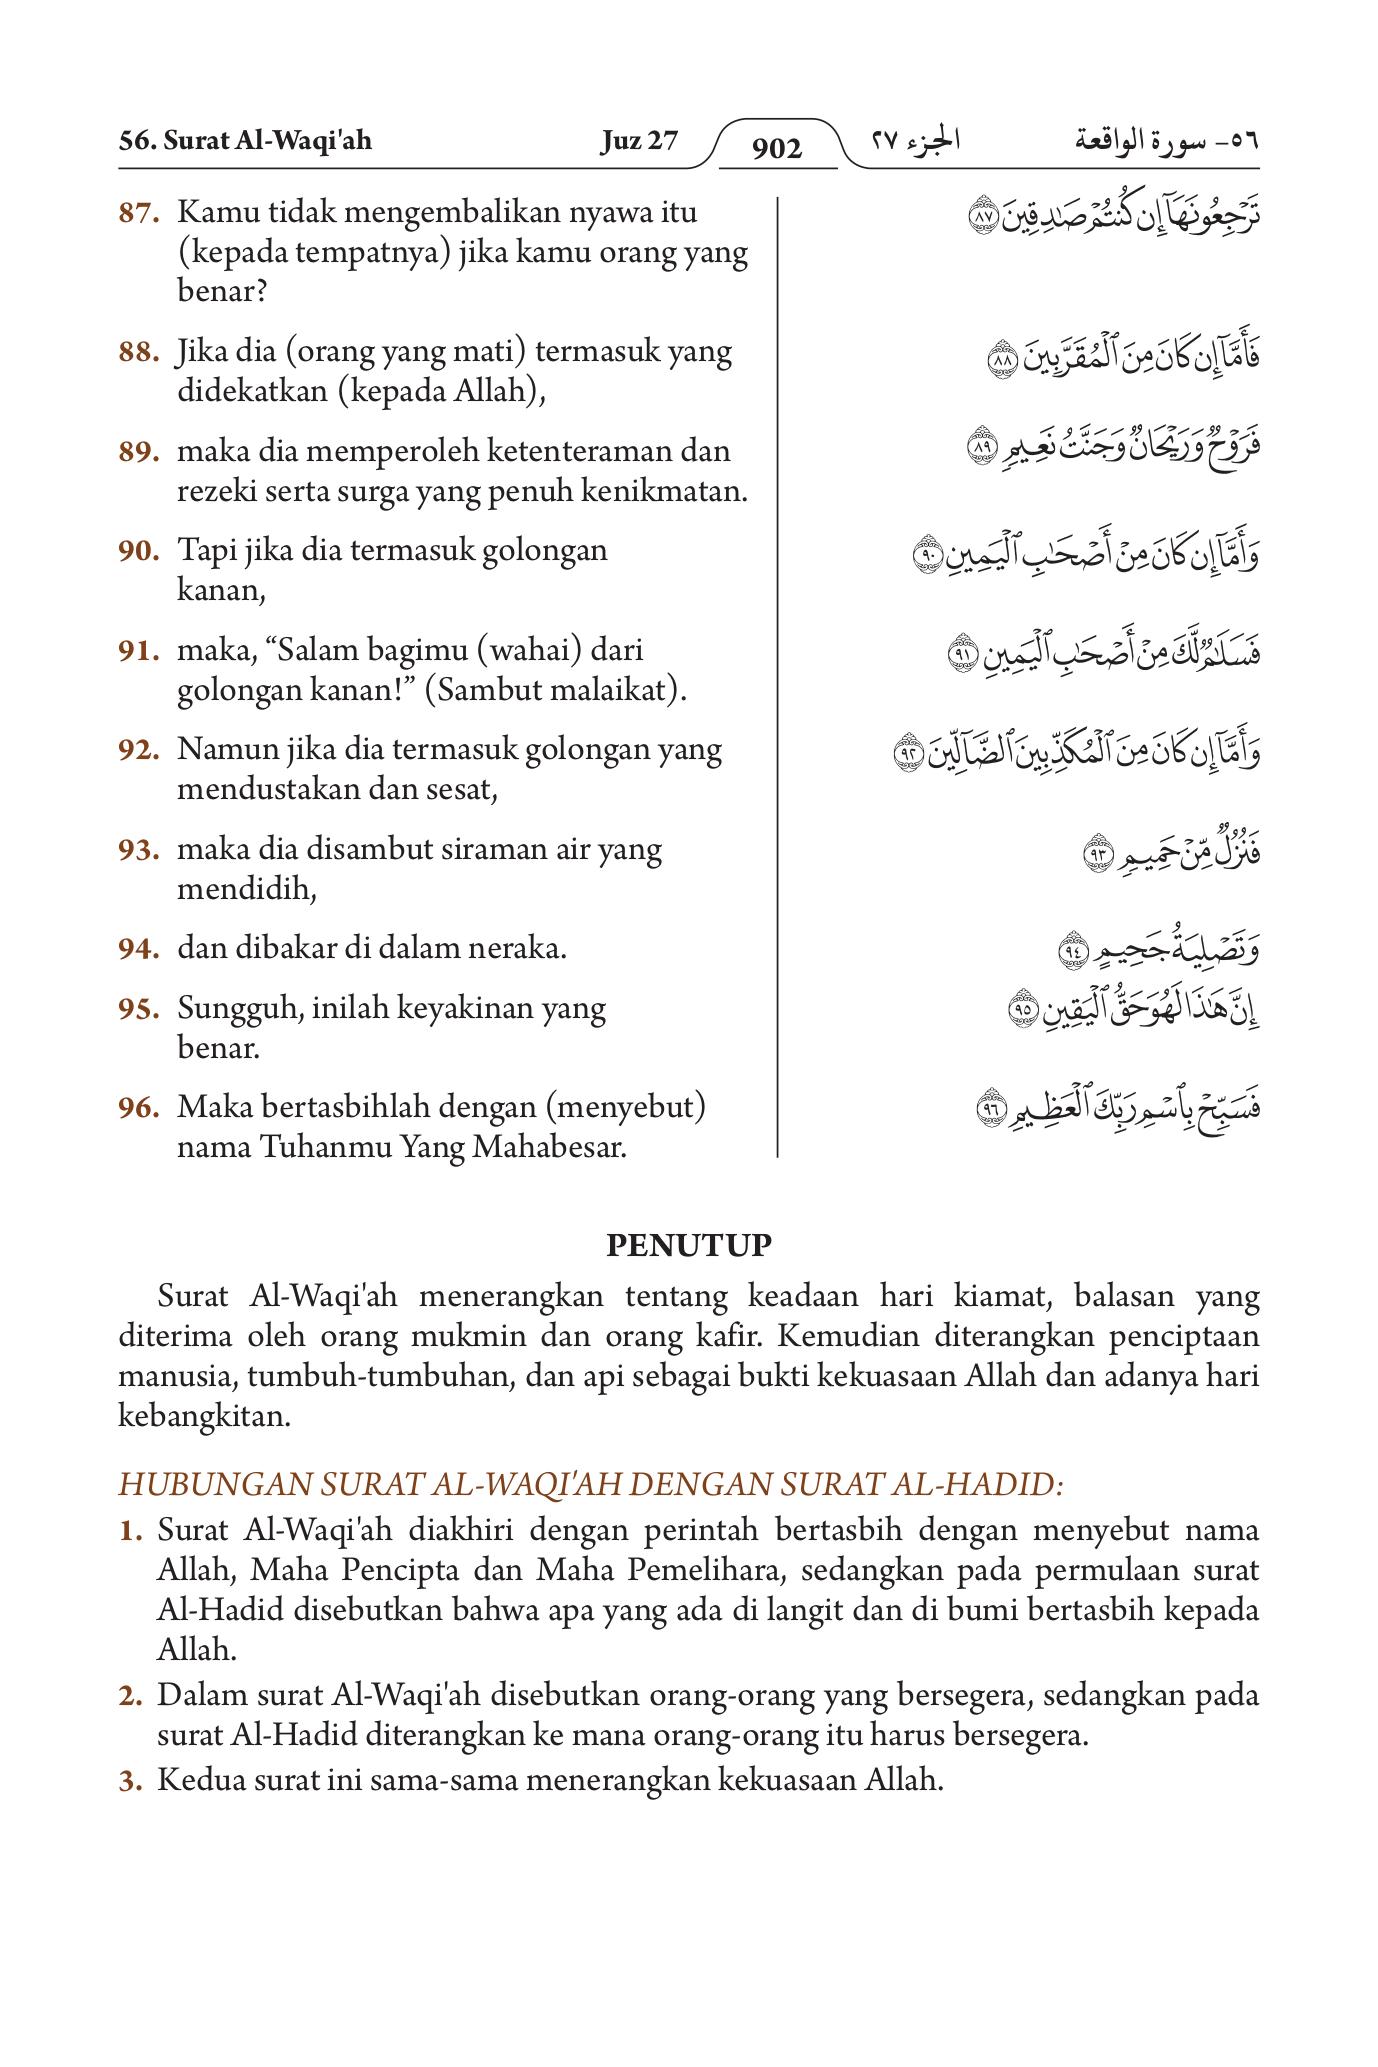 56. Surat Al-Waqi'ah Juz 27 902 الجزء ٢٧ ٥٦- سورة الواقعة
87. Kamu tidak mengembalikan nyawa itu
(kepada tempatnya) jika kamu orang yang
benar?
تَرۡجِعُونَهَآ إِن كُنتُمۡ صَٰدِقِينَ ٨٧
88. Jika dia (orang yang mati) termasuk yang
didekatkan (kepada Allah),
فَأَمَّآ إِن كَانَ مِنَ ٱلۡمُقَرَّبِينَ ٨٨
89. maka dia memperoleh ketenteraman dan
rezeki serta surga yang penuh kenikmatan.
فَرَوۡحٞ وَرَيۡحَانٞ وَجَنَّتُ نَعِيمٖ ٨٩
90. Tapi jika dia termasuk golongan
kanan,
وَأَمَّآ إِن كَانَ مِنۡ أَصۡحَٰبِ ٱلۡيَمِينِ ٩٠
91. maka, “Salam bagimu (wahai) dari
golongan kanan!” (Sambut malaikat).
فَسَلَٰمٞ لَّكَ مِنۡ أَصۡحَٰبِ ٱلۡيَمِينِ ٩١
92. Namun jika dia termasuk golongan yang
mendustakan dan sesat,
وَأَمَّآ إِن كَانَ مِنَ ٱلۡمُكَذِّبِينَ ٱلضَّآلِّينَ ٩٢
93. maka dia disambut siraman air yang
mendidih,
فَنُزُلٞ مِّنۡ حَمِيمٖ ٩٣
94. dan dibakar di dalam neraka.
وَتَصۡلِيَةُ جَحِيمٍ ٩٤
95. Sungguh, inilah keyakinan yang
benar.
إِنَّ هَٰذَا لَهُوَ حَقُّ ٱلۡيَقِينِ ٩٥
96. Maka bertasbihlah dengan (menyebut)
nama Tuhanmu Yang Mahabesar.
فَسَبِّحۡ بِٱسۡمِ رَبِّكَ ٱلۡعَظِيمِ ٩٦
PENUTUP
Surat Al-Waqi'ah menerangkan tentang keadaan hari kiamat, balasan yang
diterima oleh orang mukmin dan orang kafir. Kemudian diterangkan penciptaan
manusia, tumbuh-tumbuhan, dan api sebagai bukti kekuasaan Allah dan adanya hari
kebangkitan.
HUBUNGAN SURAT AL-WAQI'AH DENGAN SURAT AL-HADID:
1. Surat Al-Waqi'ah diakhiri dengan perintah bertasbih dengan menyebut nama
Allah, Maha Pencipta dan Maha Pemelihara, sedangkan pada permulaan surat
Al-Hadid disebutkan bahwa apa yang ada di langit dan di bumi bertasbih kepada
Allah.
2. Dalam surat Al-Waqi'ah disebutkan orang-orang yang bersegera, sedangkan pada
surat Al-Hadid diterangkan ke mana orang-orang itu harus bersegera.
3. Kedua surat ini sama-sama menerangkan kekuasaan Allah.